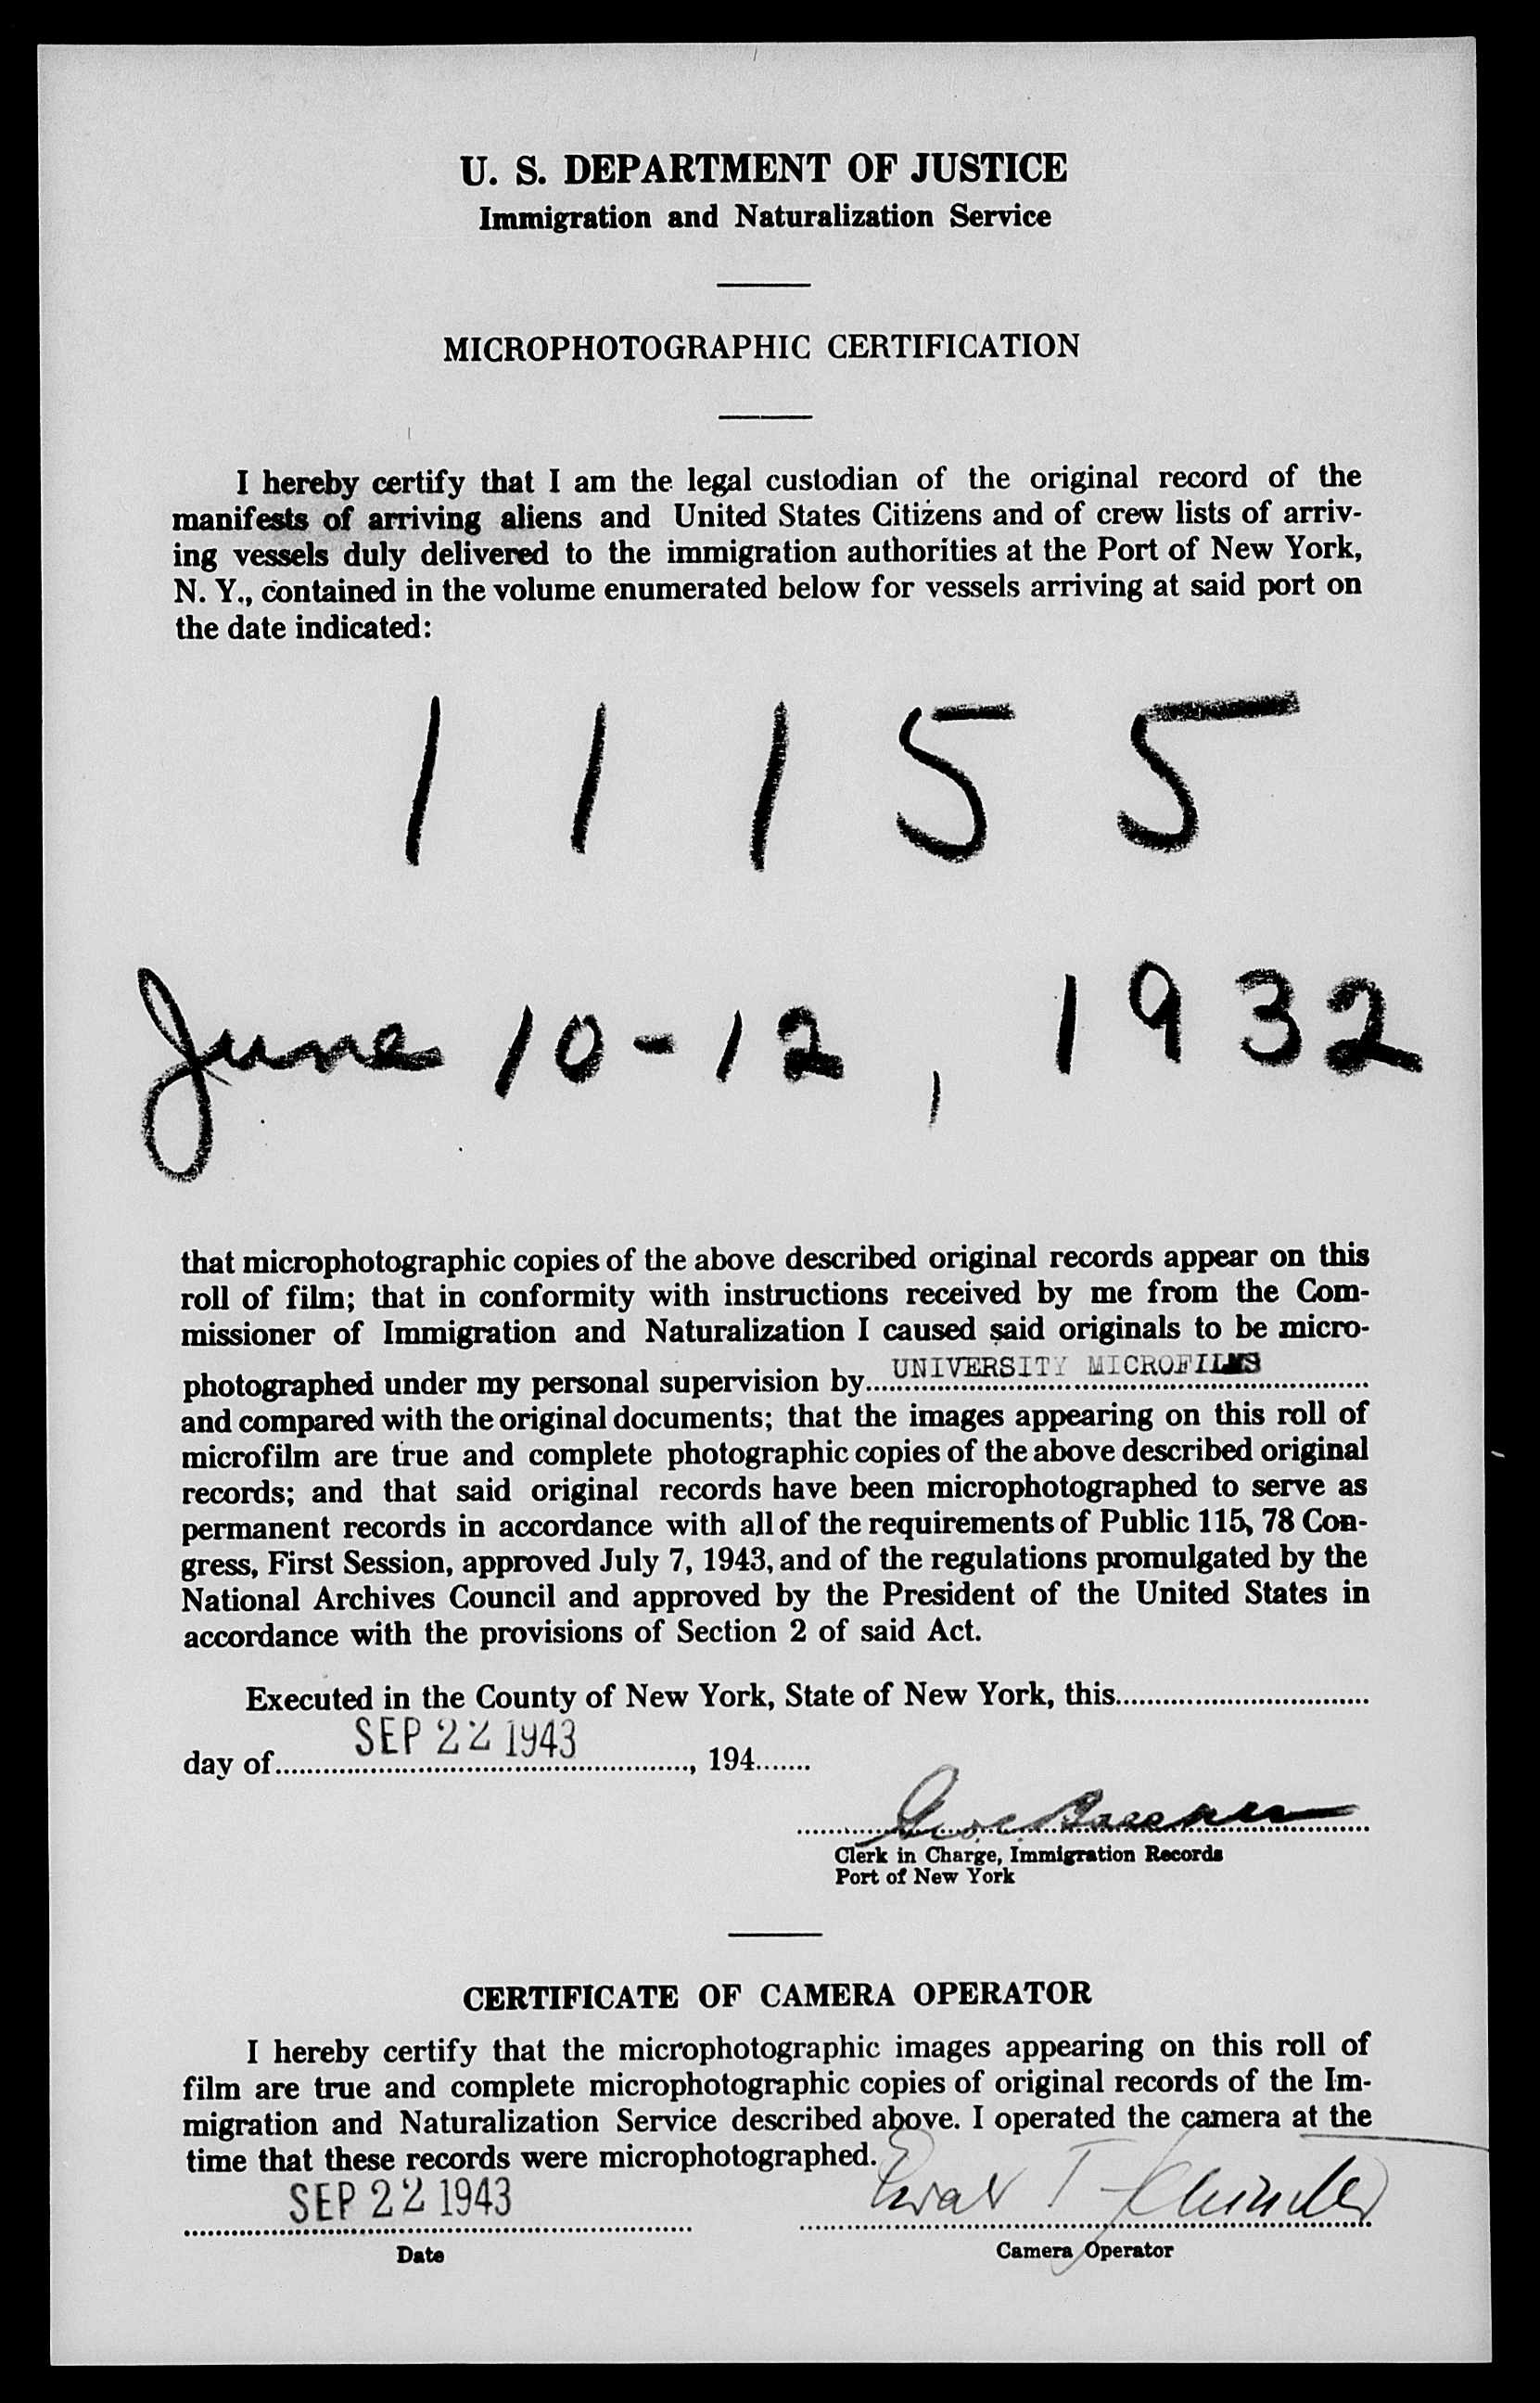 U. S. DEPARTMENT OF JUSTICE
Immigration and Naturalization Service
MICROPHOTOGRAPHIC CERTIFICATION
I hereby certify that I am the legal custodian of the original record of the
manifests of arriving aliens and United States Citizens and of crew lists of arriv-
ing vessels duly delivered to the immigration authorities at the Port of New York,
N. Y., contained in the volume enumerated below for vessels arriving at said port on
the date indicated:
11155
June 10-12, 1932
that microphotographic copies of the above described original records appear on this
roll of film; that in conformity with instructions received by me from the Com-
missioner of Immigration and Naturalization I caused said originals to be micro-
photographed under my personal supervision by UNIVERSITY MICROFILMS
and compared with the original documents; that the images appearing on this roll of
microfilm are true and complete photographic copies of the above described original
records; and that said original records have been microphotographed to serve as
permanent records in accordance with all of the requirements of Public 115, 78 Con-
gress, First Session, approved July 7, 1943, and of the regulations promulgated by the
National Archives Council and approved by the President of the United States in
accordance with the provisions of Section 2 of said Act.
Executed in the County of New York, State of New York, this
day of SEP 22 1943, 194
Clerk in Charge, Immigration Records
Port of New York
CERTIFICATE OF CAMERA OPERATOR
I hereby certify that the microphotographic images appearing on this roll of
film are true and complete microphotographic copies of original records of the Im-
migration and Naturalization Service described above. I operated the camera at the
time that these records were microphotographed.
SEP 22 1943
Date
Camera Operator